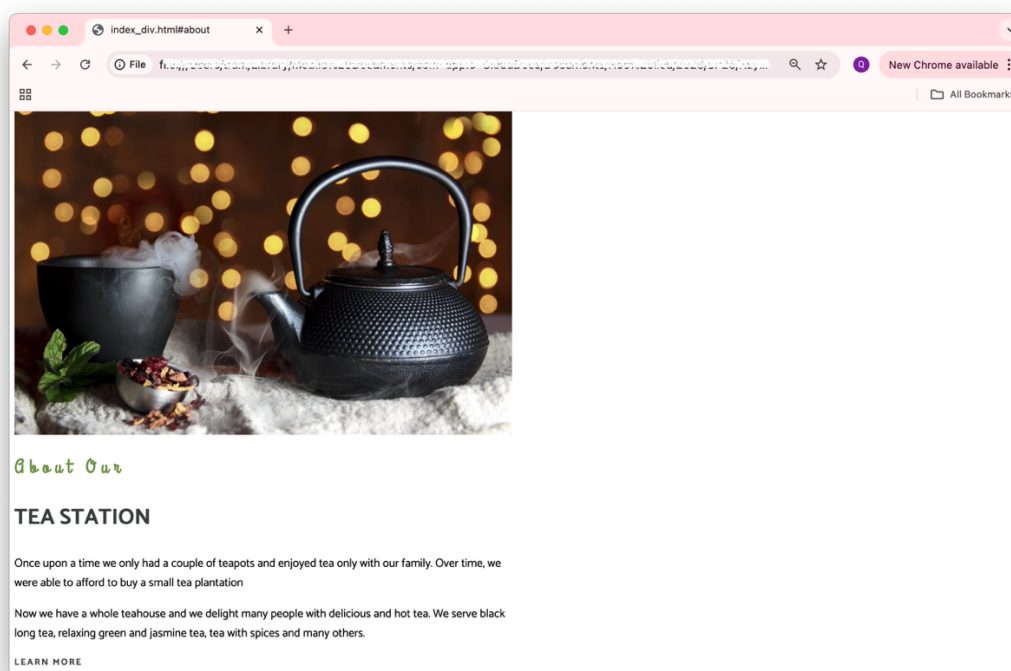 index_div.html#about
File
Q
New Chrome available
All Bookmarks
About Our
TEA STATION
Once upon a time we only had a couple of teapots and enjoyed tea only with our family. Over time, we
were able to afford to buy a small tea plantation
Now we have a whole teahouse and we delight many people with delicious and hot tea. We serve black
long tea, relaxing green and jasmine tea, tea with spices and many others.
LEARN MORE